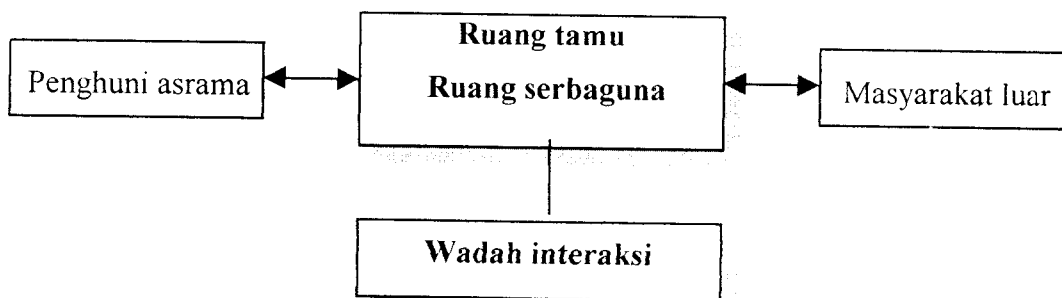 Ruang tamu
Penghuni asrama
Ruang serbaguna
Masyarakat luar
Wadah interaksi